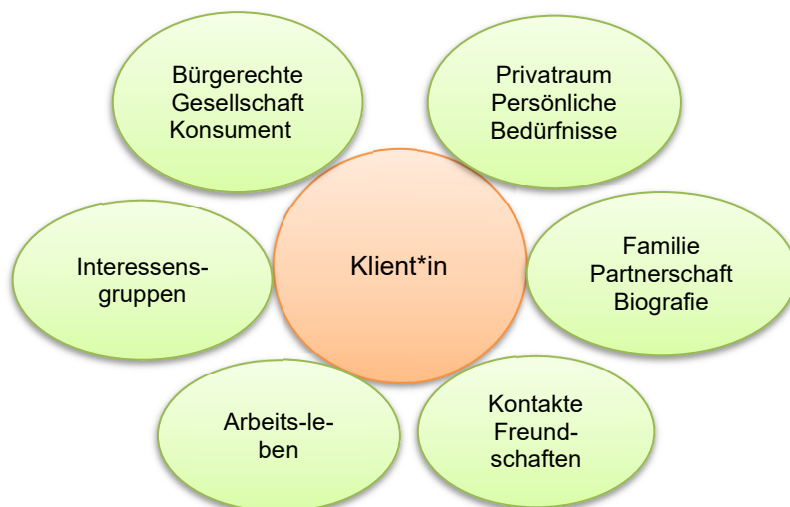 Bürgerechte
Gesellschaft
Konsument
Privatraum
Persönliche
Bedürfnisse
Interessens-
gruppen
Klient*in
Familie
Partnerschaft
Biografie
Arbeits-le-
ben
Kontakte
Freund-
schaften